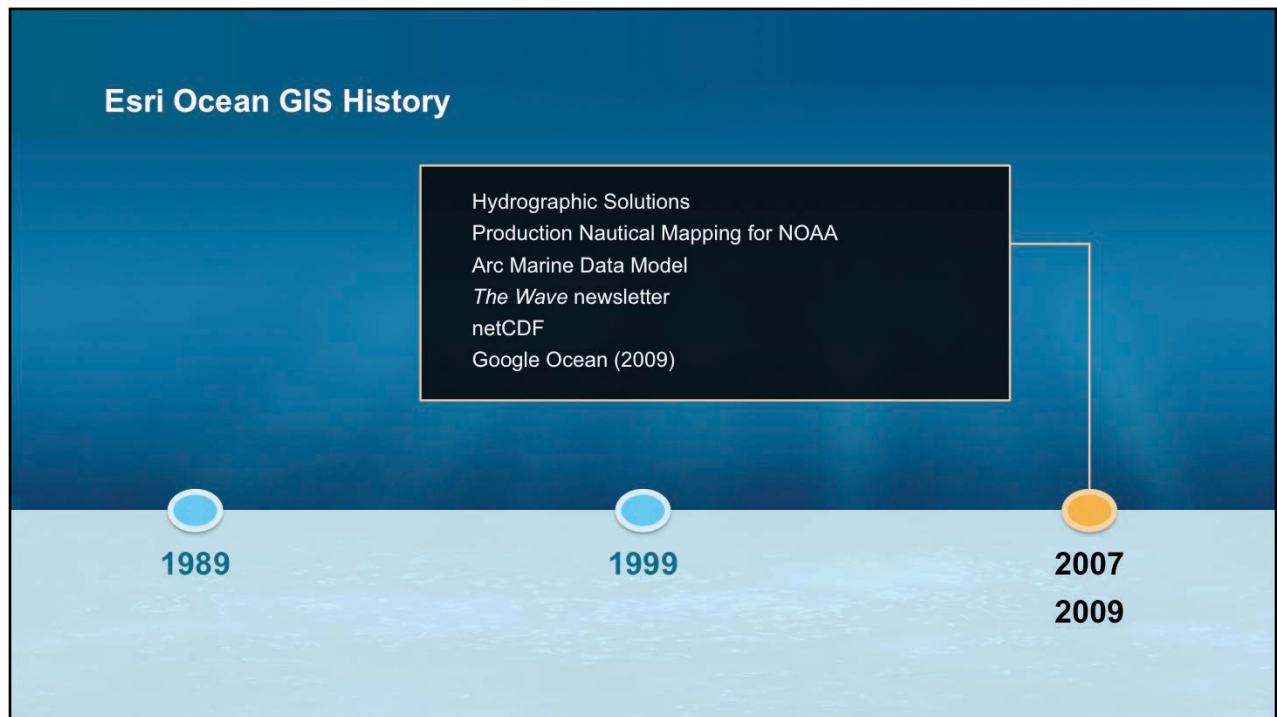 Esri Ocean GIS History
Hydrographic Solutions
Production Nautical Mapping for NOAA
Arc Marine Data Model
The Wave newsletter
netCDF
Google Ocean (2009)
1989
1999
2007
2009